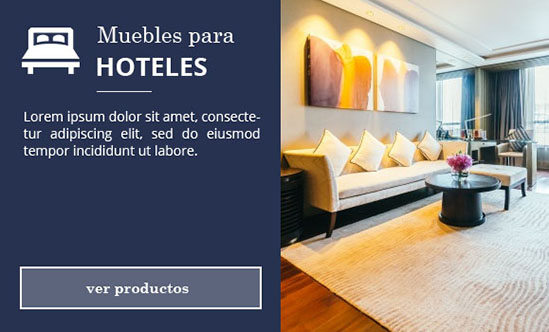 Muebles para
HOTELES
Lorem ipsum dolor sit amet, consecte-
tur adipiscing elit, sed do eiusmod
tempor incididunt ut labore.
ver productos